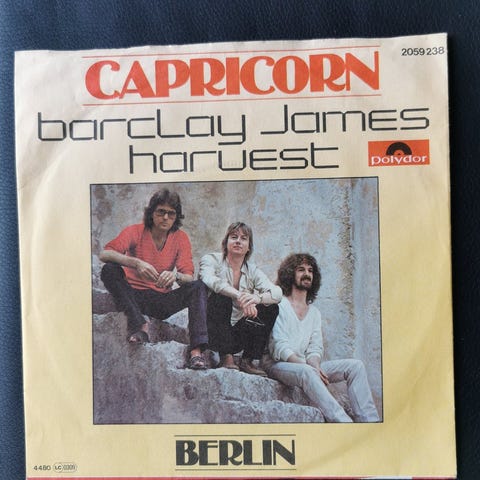 2059 238
CAPRICORN
barcLay James
harvest
polydor
BERLIN
4480 LC 0309